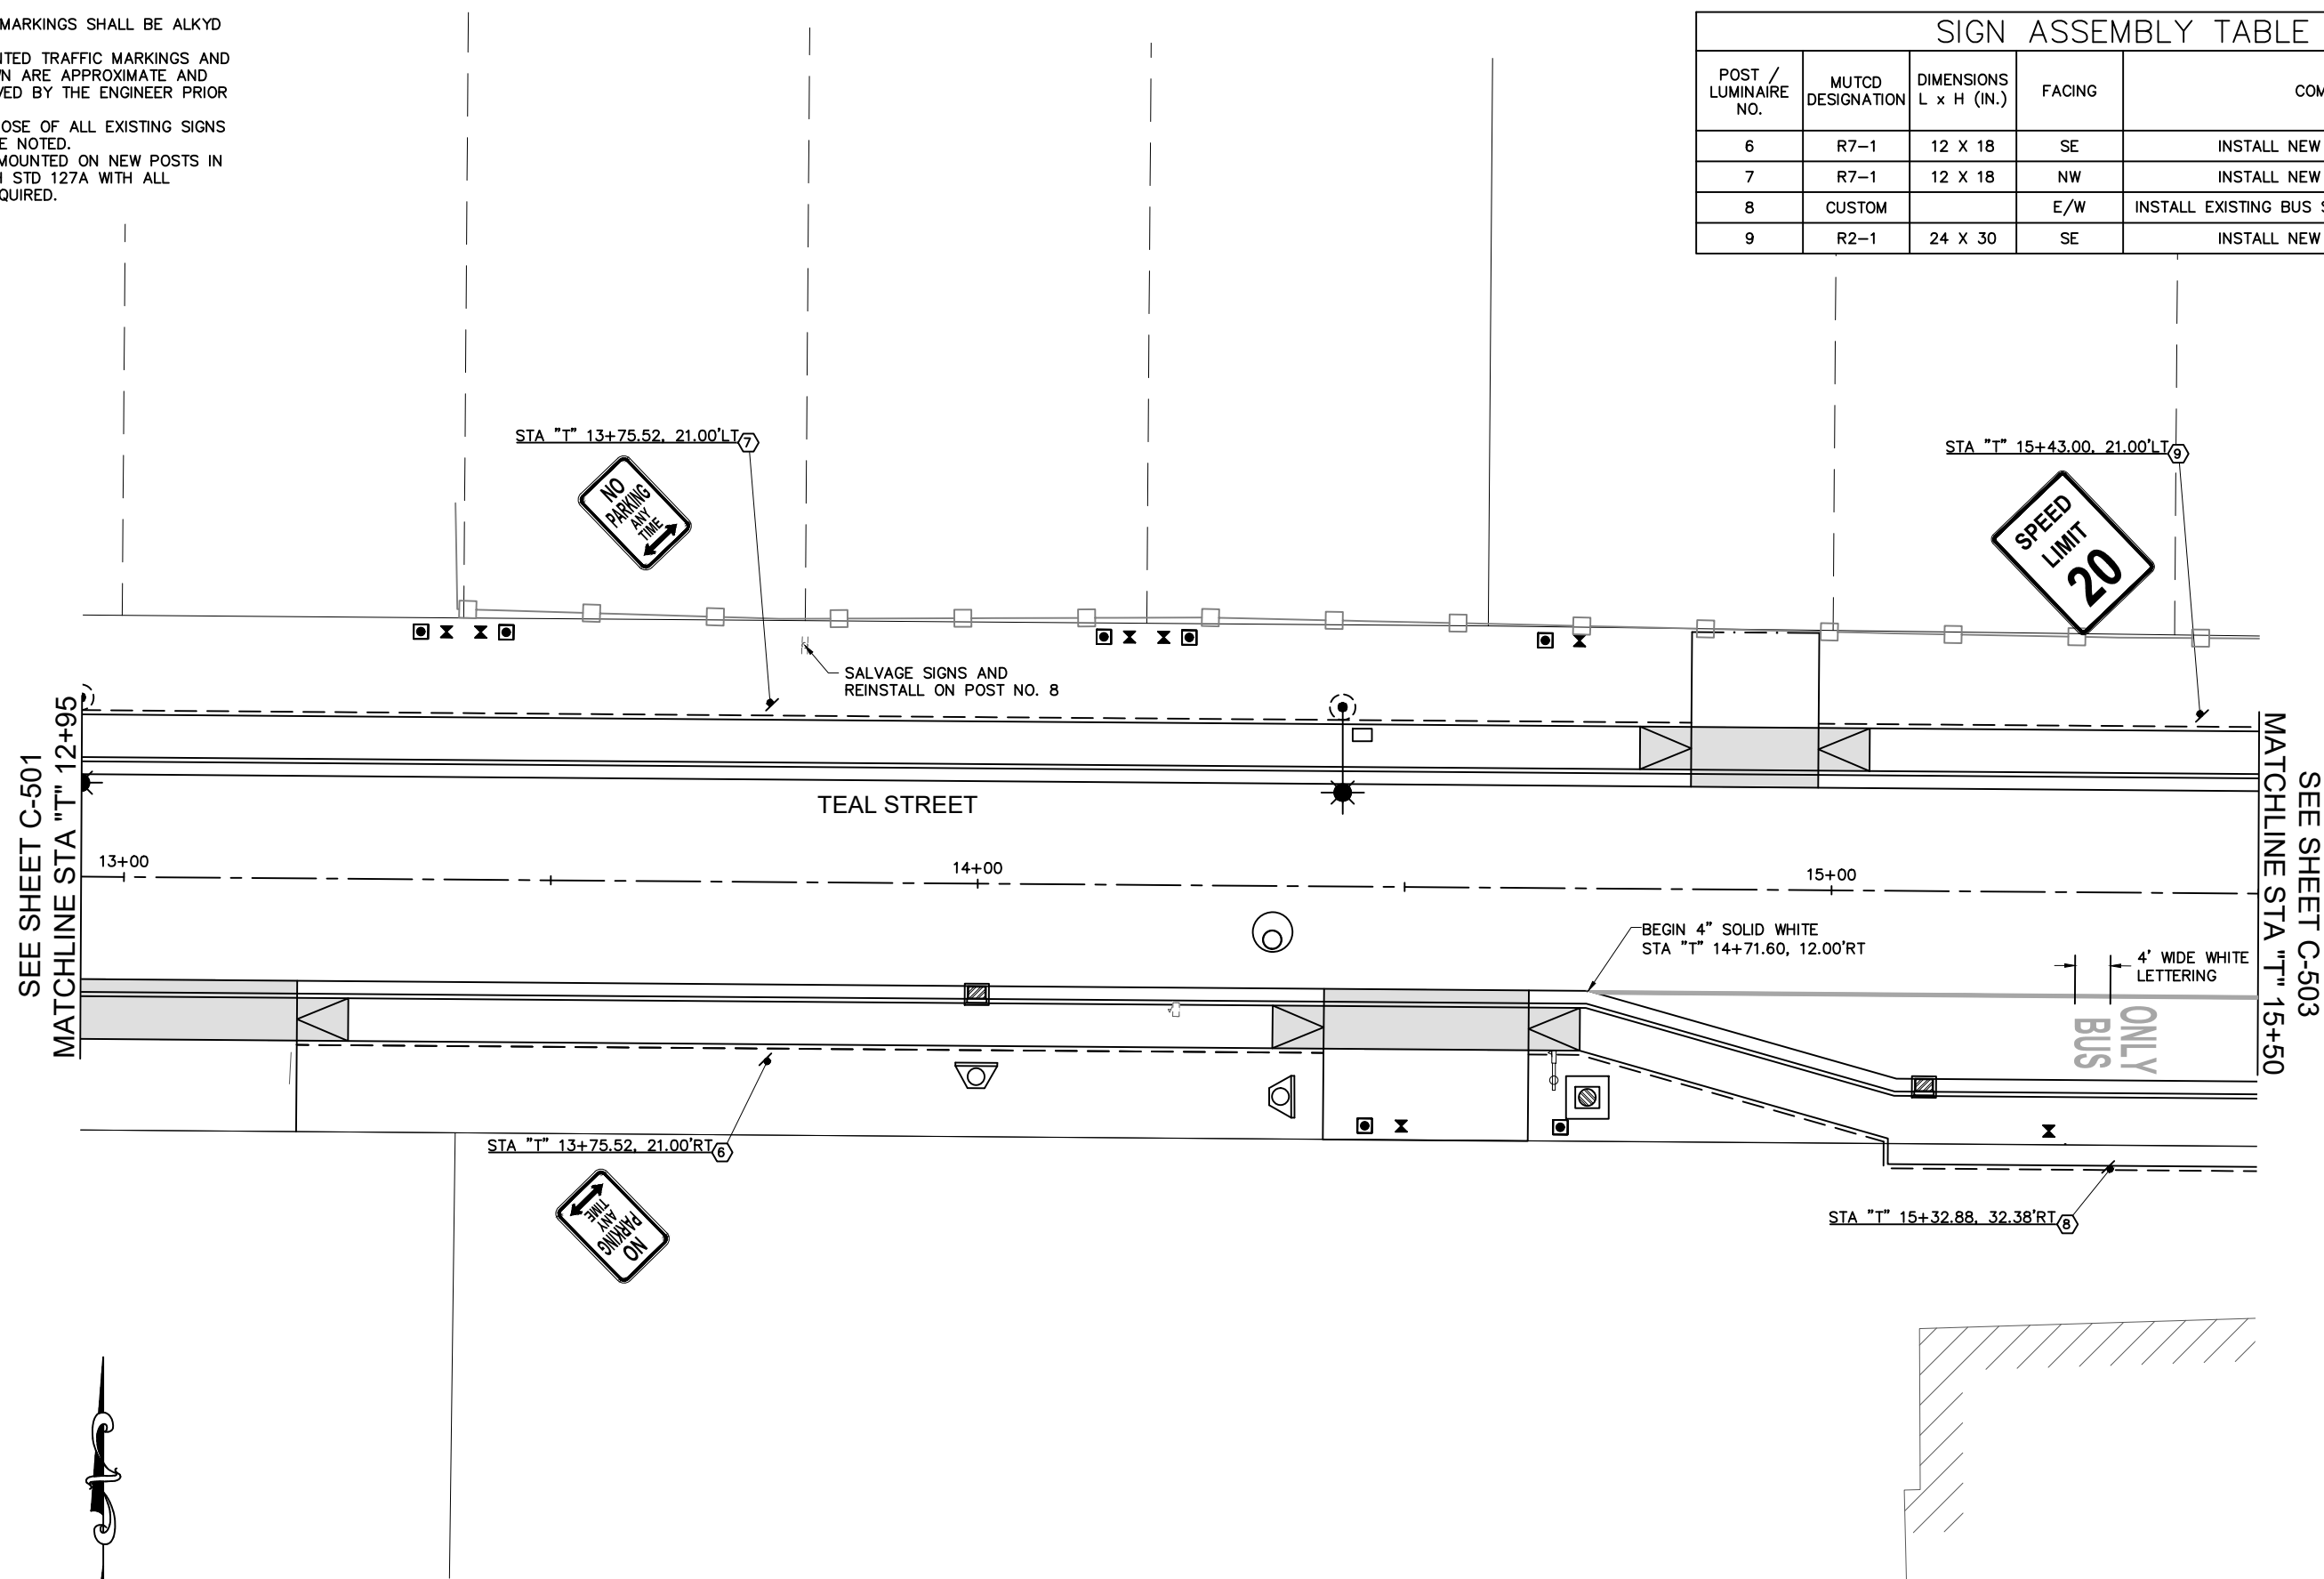 MARKINGS SHALL BE ALKYD
TRAFFIC MARKINGS AND
ARE APPROXIMATE AND
BY THE ENGINEER PRIOR
OF ALL EXISTING SIGNS
NOTED.
MOUNTED ON NEW POSTS IN
STD 127A WITH ALL
SIGN ASSEMBLY TABLE
POST / LUMINAIRE NO.
MUTCD DESIGNATION
DIMENSIONS L x H (IN.)
FACING
6 R7-1 12 X 18 SE INSTALL NEW
7 R7-1 12 X 18 NW INSTALL NEW
8 CUSTOM E/W INSTALL EXISTING BUS
9 R2-1 24 X 30 SE INSTALL NEW
STA "T" 13+75.52, 21.00'LT 7
NO
PARKING
ANY
TIME
STA "T" 15+43.00, 21.00'LT 9
SPEED
LIMIT
20
SALVAGE SIGNS AND
REINSTALL ON POST NO. 8
SEE SHEET C-501
MATCHLINE STA "T" 12+95
TEAL STREET
13+00
14+00
15+00
BEGIN 4" SOLID WHITE
STA "T" 14+71.60, 12.00'RT
4' WIDE WHITE
LETTERING
ONLY
BUS
MATCHLINE STA "T" 15+50
SEE SHEET C-503
STA "T" 13+75.52, 21.00'RT 6
NO
PARKING
ANY
TIME
STA "T" 15+32.88, 32.38'RT 8